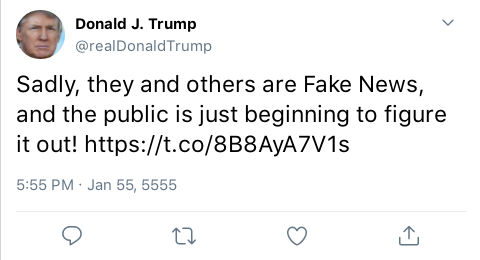 Donald J. Trump
@realDonaldTrump
Sadly, they and others are Fake News,
and the public is just beginning to figure
it out! https://t.co/8B8AyA7V1s
5:55 PM · Jan 55, 5555